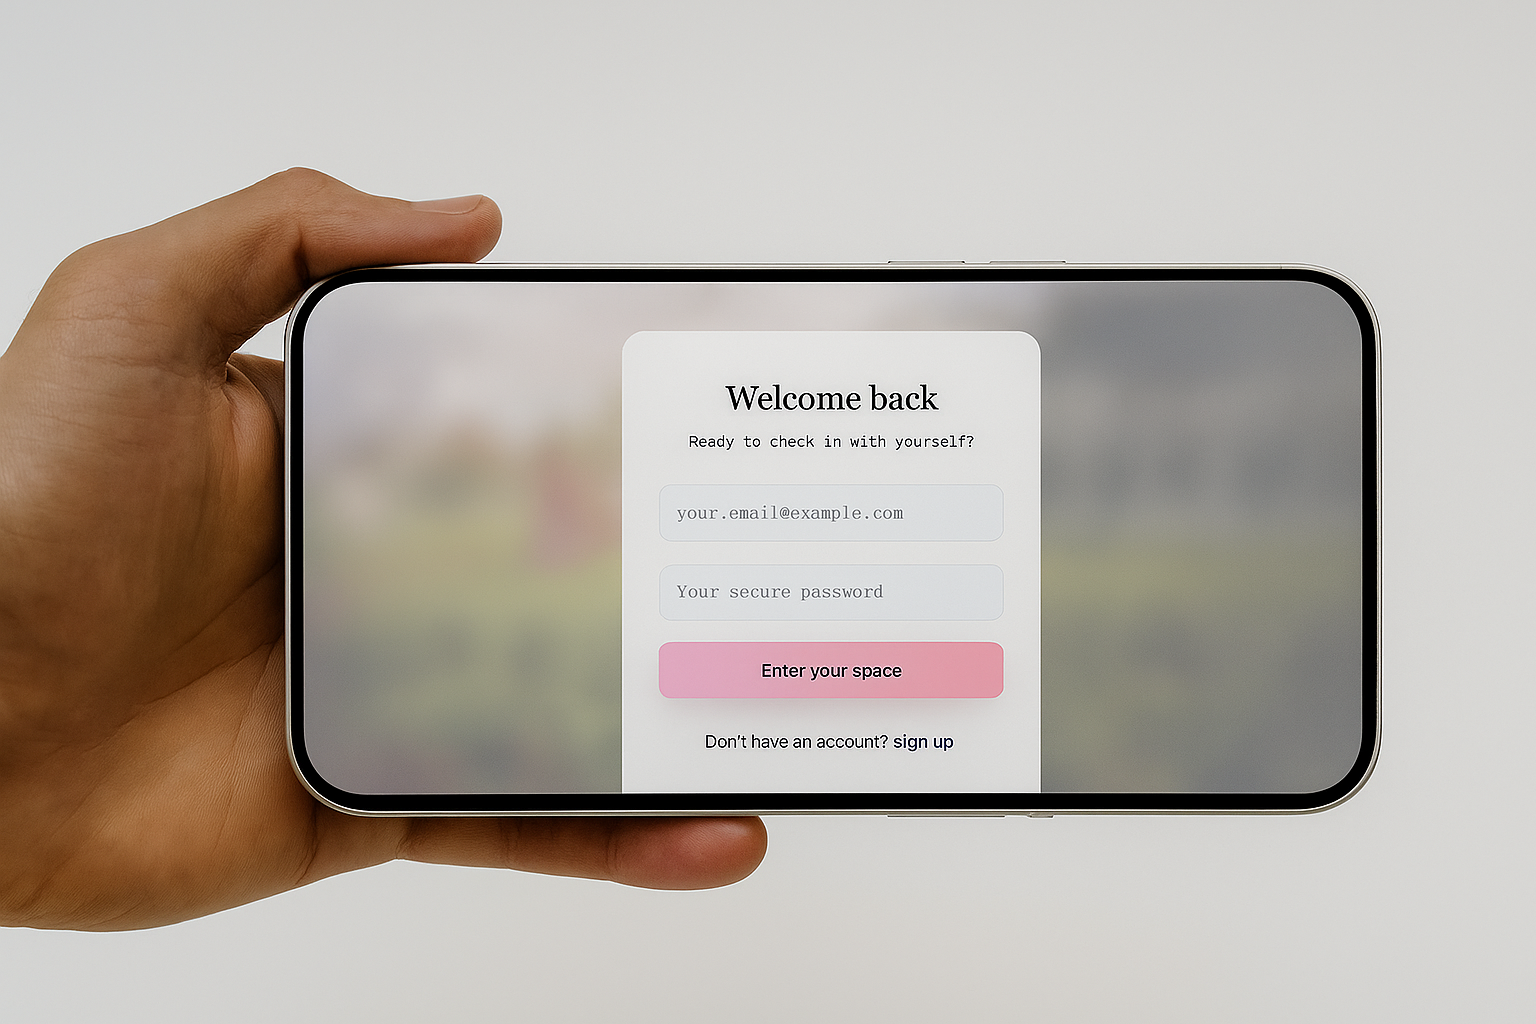 Welcome back
Ready to check in with yourself?
your.email@example.com
Your secure password
Enter your space
Don't have an account? sign up